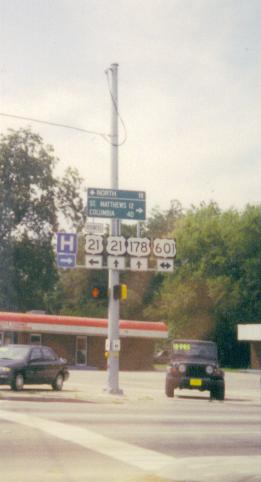 NORTH
ST. MATTHEWS 12
COLUMBIA 40
H
21
21
178
601